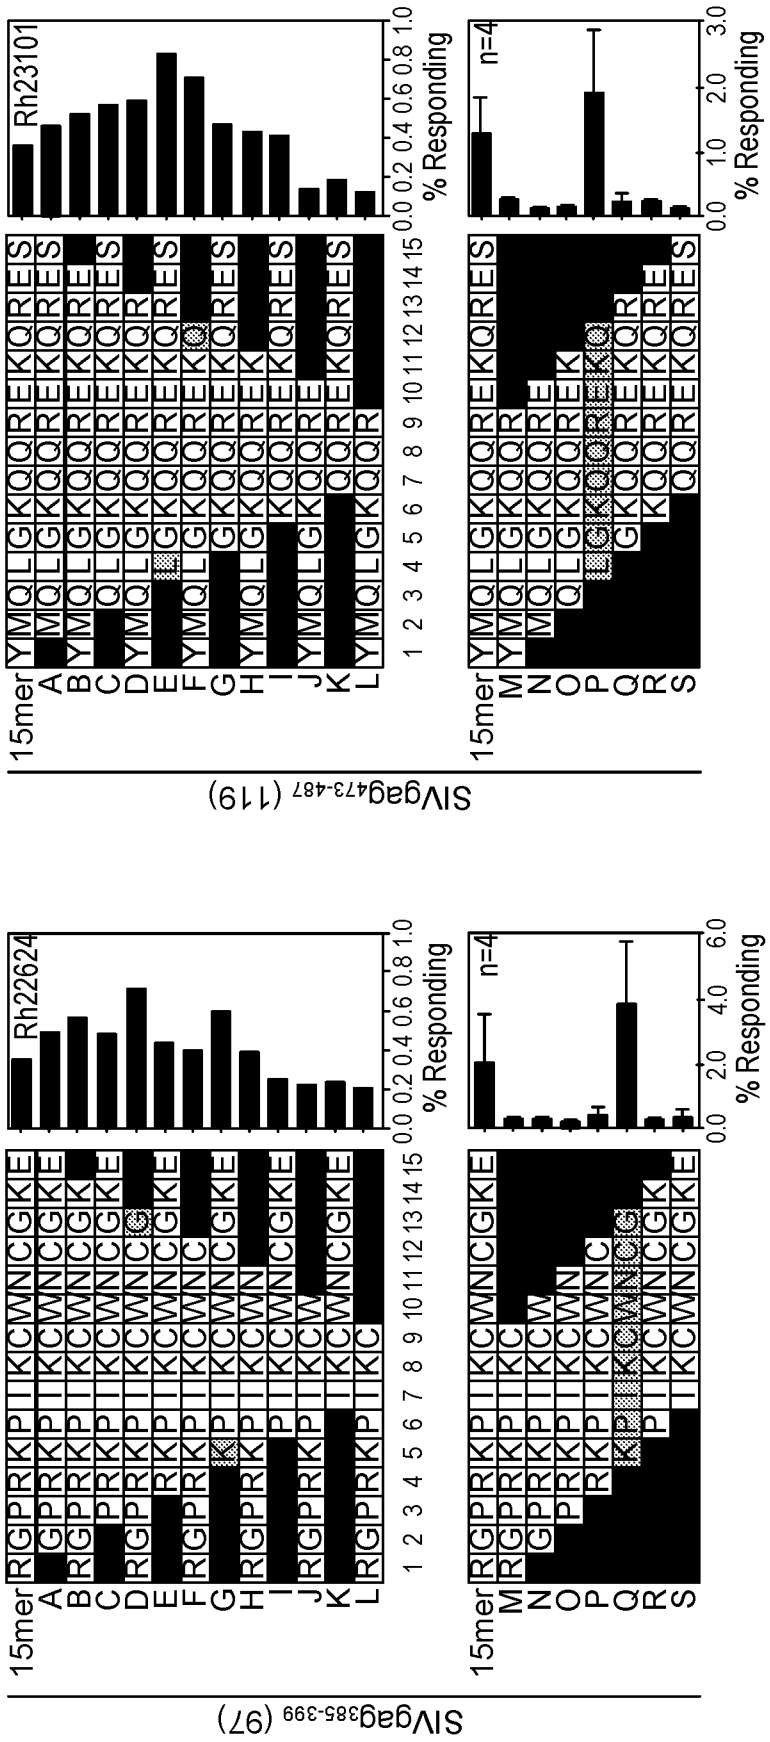 SIVgag385-399 (97)
Rh22624
15mer RGPRKPIKCWNCGKE
A GPRKPIKCWNCGKE
B RGPRKPIKCWNCGK
C PRKPIKCWNCGKE
D RGPRKPIKCWNCG
E RKPIKCWNCGKE
F RGPRKPIKCWNC
G KPIKCWNCGKE
H RGPRKPIKCWN
I PIKCWNCGKE
J RGPRKPIKCW
K IKCWNCGKE
L RGPRKPIKC
1 2 3 4 5 6 7 8 9 10 11 12 13 14 15
0.0 0.2 0.4 0.6 0.8 1.0
% Responding
n=4
15mer RGPRKPIKCWNCGKE
M RGPRKPIKC
N GPRKPIKCW
O PRKPIKCWN
P RKPIKCWNC
Q KPIKCWNCG
R PIKCWNCGK
S IKCWNCGKE
0.0 2.0 4.0 6.0
% Responding
SIVgag473-487 (119)
Rh23101
15mer YMQLGKQQREKQRES
A MQLGKQQREKQRES
B YMQLGKQQREKQRE
C QLGKQQREKQRES
D YMQLGKQQREKQR
E LGKQQREKQRES
F YMQLGKQQREKQ
G GKQQREKQRES
H YMQLGKQQREK
I KQQREKQRES
J YMQLGKQQRE
K QQREKQRES
L YMQLGKQQR
1 2 3 4 5 6 7 8 9 10 11 12 13 14 15
0.0 0.2 0.4 0.6 0.8 1.0
% Responding
n=4
15mer YMQLGKQQREKQRES
M YMQLGKQQR
N MQLGKQQRE
O QLGKQQREK
P LGKQQREKQ
Q GKQQREKQR
R KQQREKQRE
S QQREKQRES
0.0 1.0 2.0 3.0
% Responding